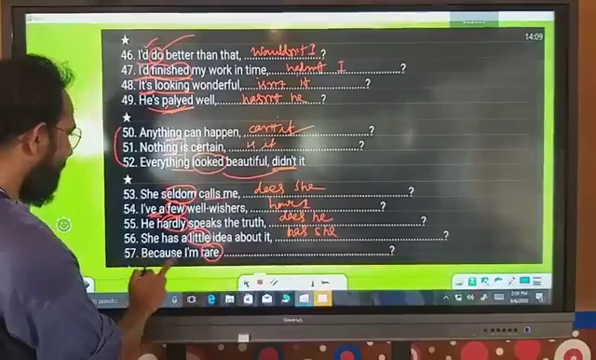 14:09
★
46. I'd do better than that, wouldn't I ?
47. I'd finished my work in time, hadn't I ?
48. It's looking wonderful, isn't it ?
49. He's palyed well, hasn't he ?
★
50. Anything can happen, can't it ?
51. Nothing is certain, is it ?
52. Everything looked beautiful, didn't it
★
53. She seldom calls me, does she ?
54. I've a few well-wishers, haven't ?
55. He hardly speaks the truth, does he ?
56. She has a little idea about it, has she ?
57. Because I'm rare ?